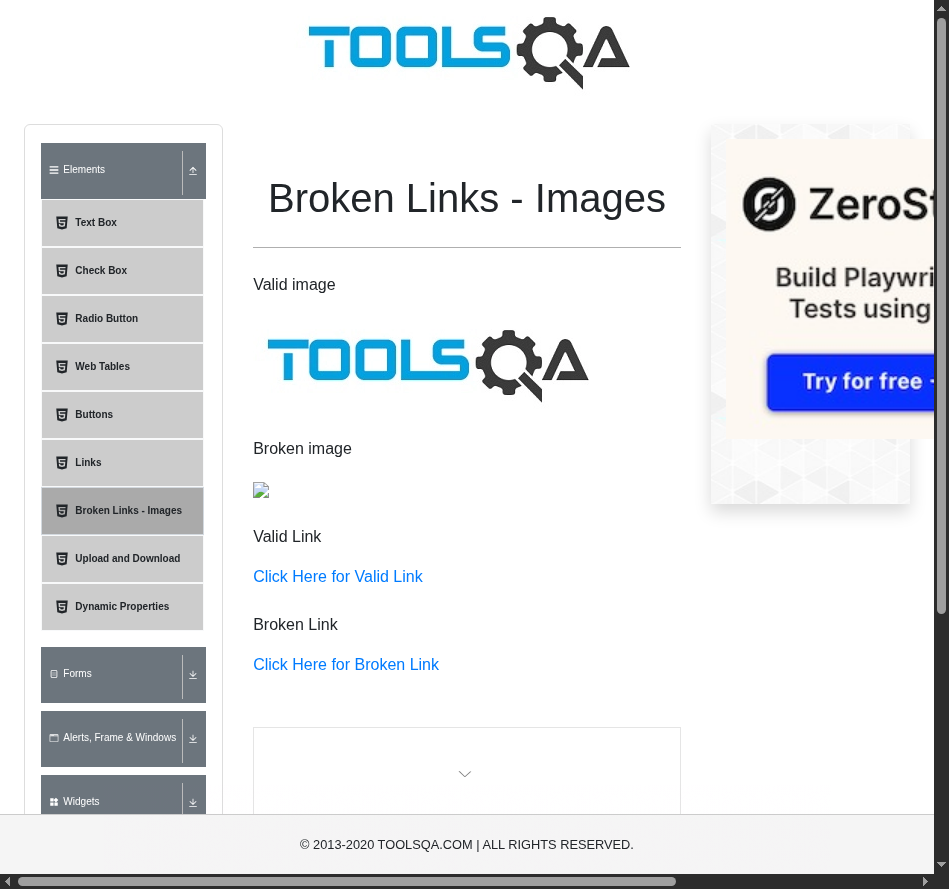 TOOLSQA
Elements
Text Box
Check Box
Radio Button
Web Tables
Buttons
Links
Broken Links - Images
Upload and Download
Dynamic Properties
Forms
Alerts, Frame & Windows
Widgets
Broken Links - Images
Valid image
TOOLSQA
Broken image
Valid Link
Click Here for Valid Link
Broken Link
Click Here for Broken Link
ZeroSt
Build Playwri
Tests using
Try for free
© 2013-2020 TOOLSQA.COM | ALL RIGHTS RESERVED.